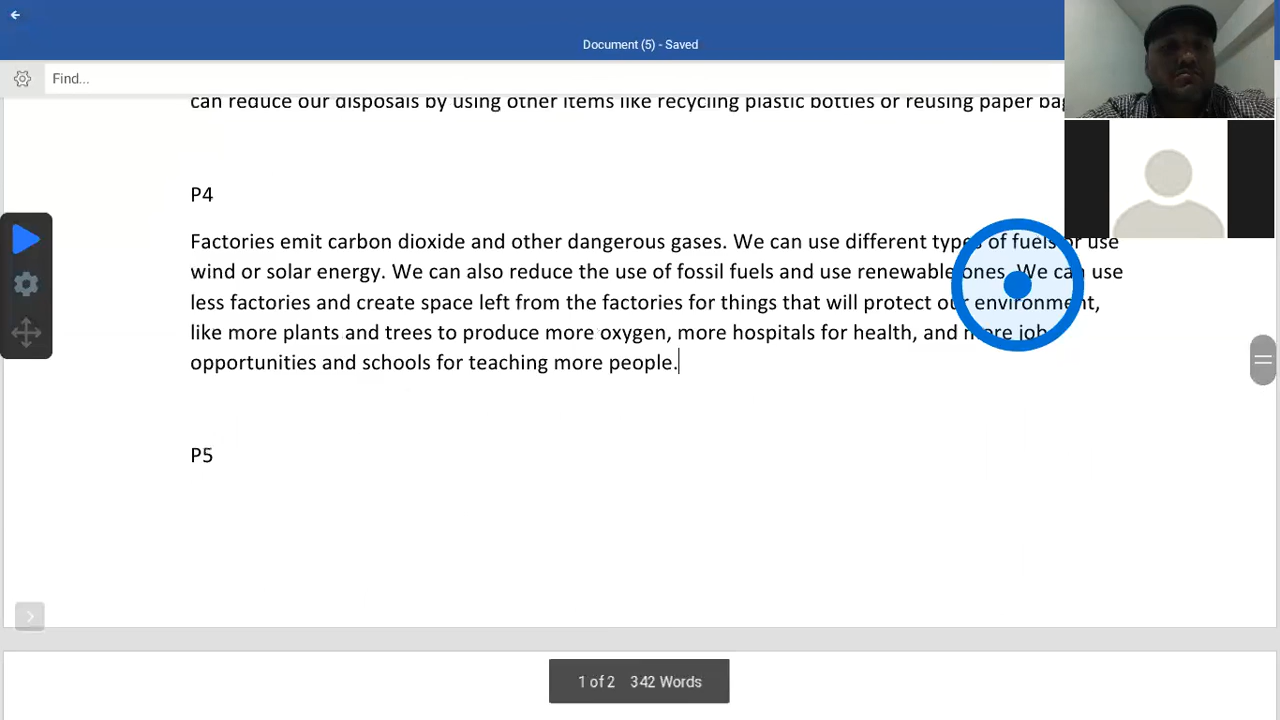 Document (5) - Saved
Find...
can reduce our disposals by using other items like recycling plastic bottles or reusing paper
P4
Factories emit carbon dioxide and other dangerous gases. We can use different types of fuels or use
wind or solar energy. We can also reduce the use of fossil fuels and use renewable ones. We can use
less factories and create space left from the factories for things that will protect our environment,
like more plants and trees to produce more oxygen, more hospitals for health, and more job
opportunities and schools for teaching more people.
P5
1 of 2 342 Words